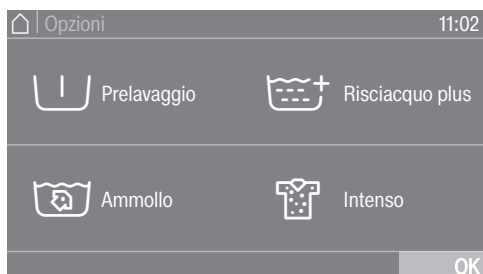 Opzioni 11:02
Prelavaggio
Risciacquo plus
Ammollo
Intenso
OK